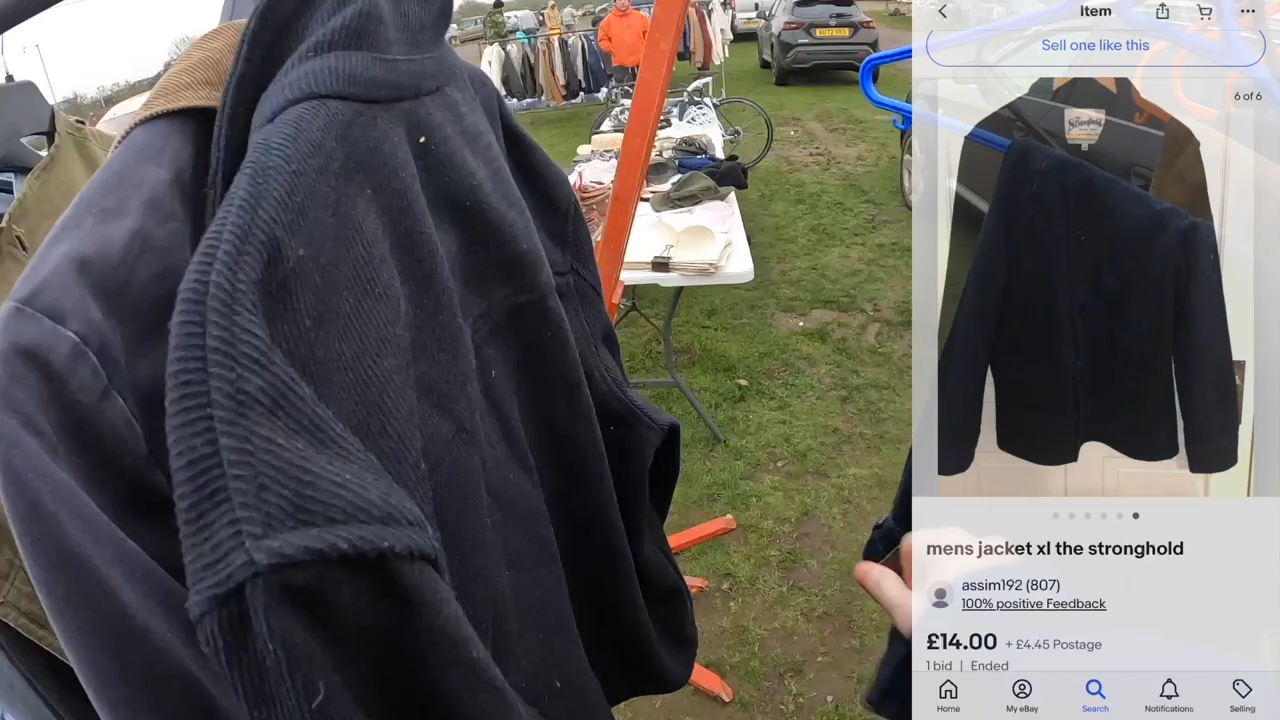 Item
Sell one like this
6 of 6
Stronghold
mens jacket xl the stronghold
assim192 (807)
100% positive Feedback
£14.00 + £4.45 Postage
1 bid | Ended
Home
My eBay
Search
Notifications
Selling